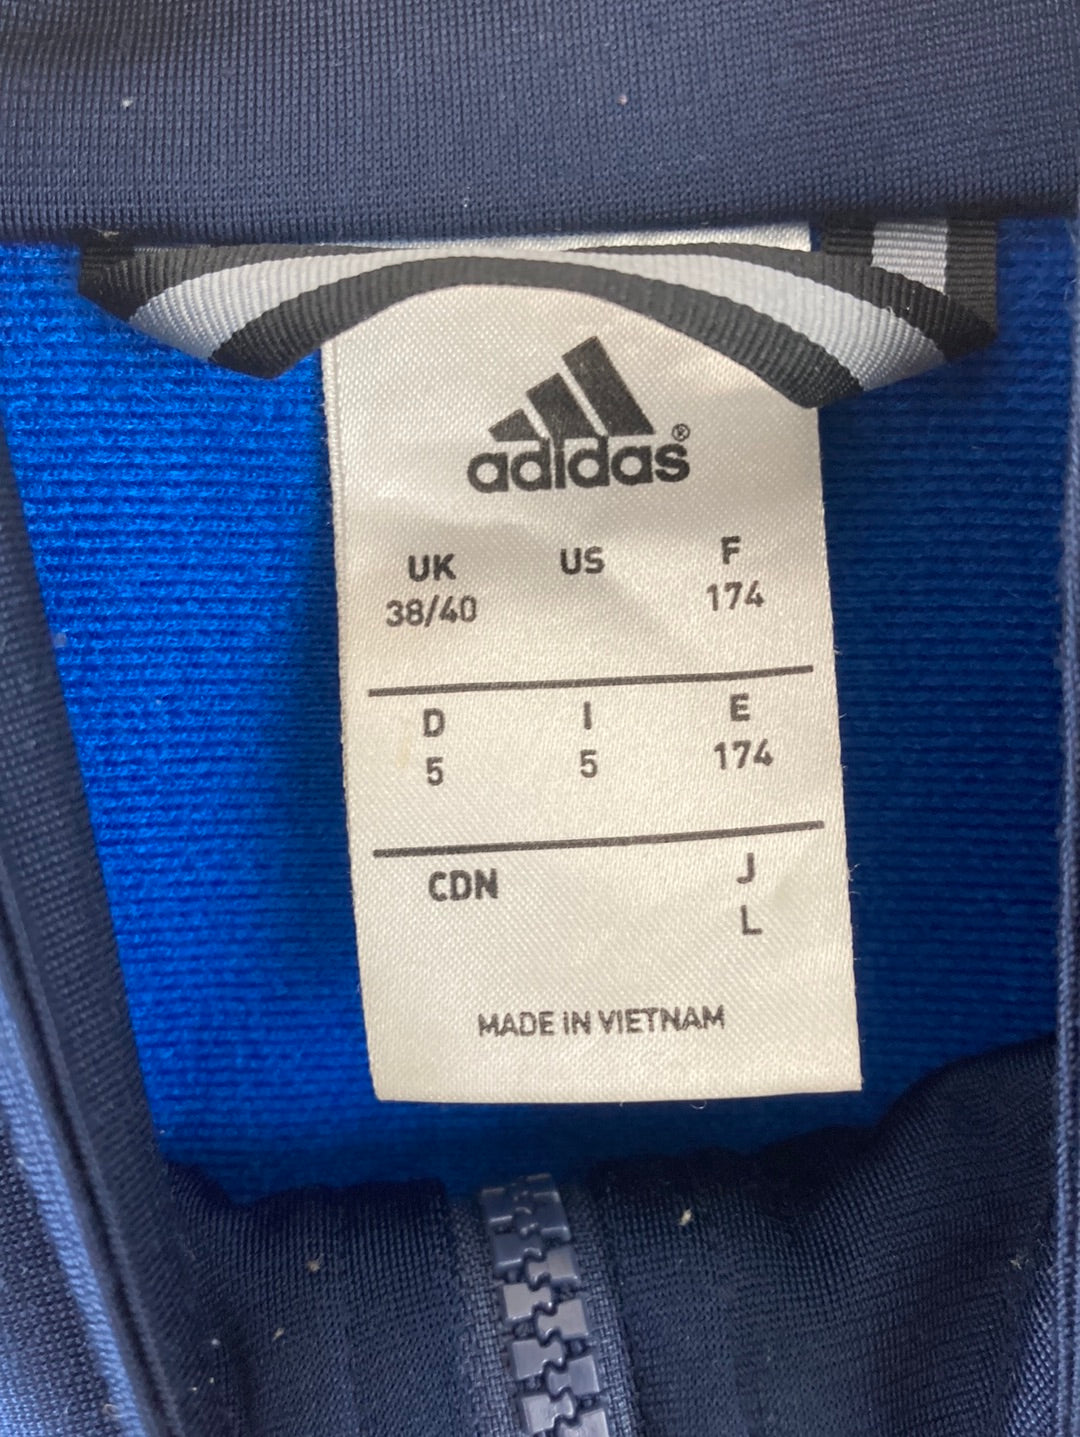 adidas®
UK US F
38/40 174
D I E
5 5 174
CDN J
L
MADE IN VIETNAM